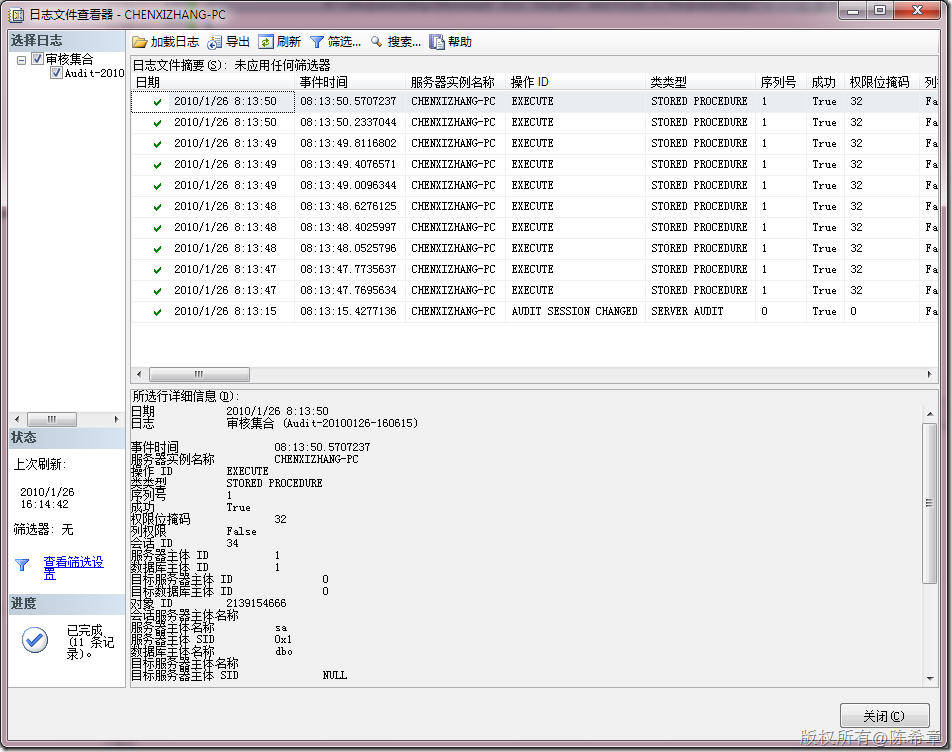 日志文件查看器 - CHENXIZHANG-PC
选择日志
审核集合
Audit-2010
加载日志 导出 刷新 筛选... 搜索... 帮助
日志文件摘要(S): 未应用任何筛选器
日期 事件时间 服务器实例名称 操作 ID 类类型 序列号 成功 权限位掩码 列
2010/1/26 8:13:50 08:13:50.5707237 CHENXIZHANG-PC EXECUTE STORED PROCEDURE 1 True 32 Fa
2010/1/26 8:13:50 08:13:50.2337044 CHENXIZHANG-PC EXECUTE STORED PROCEDURE 1 True 32 Fa
2010/1/26 8:13:49 08:13:49.8116802 CHENXIZHANG-PC EXECUTE STORED PROCEDURE 1 True 32 Fa
2010/1/26 8:13:49 08:13:49.4076571 CHENXIZHANG-PC EXECUTE STORED PROCEDURE 1 True 32 Fa
2010/1/26 8:13:49 08:13:49.0096344 CHENXIZHANG-PC EXECUTE STORED PROCEDURE 1 True 32 Fa
2010/1/26 8:13:48 08:13:48.6276125 CHENXIZHANG-PC EXECUTE STORED PROCEDURE 1 True 32 Fa
2010/1/26 8:13:48 08:13:48.4025997 CHENXIZHANG-PC EXECUTE STORED PROCEDURE 1 True 32 Fa
2010/1/26 8:13:48 08:13:48.0525796 CHENXIZHANG-PC EXECUTE STORED PROCEDURE 1 True 32 Fa
2010/1/26 8:13:47 08:13:47.7735637 CHENXIZHANG-PC EXECUTE STORED PROCEDURE 1 True 32 Fa
2010/1/26 8:13:47 08:13:47.7695634 CHENXIZHANG-PC EXECUTE STORED PROCEDURE 1 True 32 Fa
2010/1/26 8:13:15 08:13:15.4277136 CHENXIZHANG-PC AUDIT SESSION CHANGED SERVER AUDIT 0 True 0 Fa
所选行详细信息(D):
日期 2010/1/26 8:13:50
日志 审核集合 (Audit-20100126-160615)
事件时间 08:13:50.5707237
服务器实例名称 CHENXIZHANG-PC
操作 ID EXECUTE
类类型 STORED PROCEDURE
序列号 1
成功 True
权限位掩码 32
列权限 False
会话 ID 34
服务器主体 ID 1
数据库主体 ID 1
目标服务器主体 ID 0
目标数据库主体 ID 0
对象 ID 2139154666
会话服务器主体名称
服务器主体名称 sa
服务器主体 SID 0x1
数据库主体名称 dbo
目标服务器主体名称
目标服务器主体 SID NULL
状态
上次刷新:
2010/1/26
16:14:42
筛选器: 无
查看筛选设
置
进度
已完成
(11 条记
录)。
关闭(C)
版权所有@陈希章